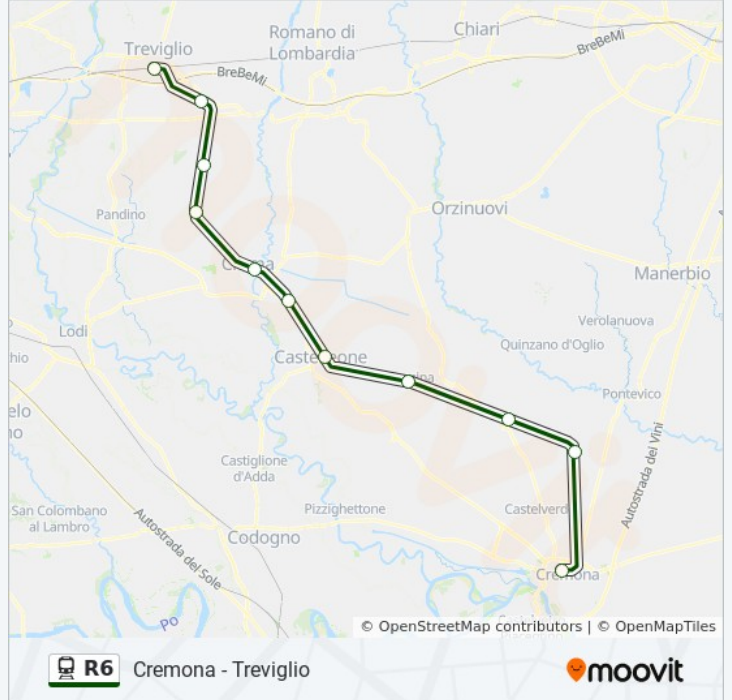 Treviglio
Romano di
Lombardia
Chiari
BreBeMi
BreBeMi
Pandino
Orzinuovi
Manerbio
Lodi
Verolanuova
Quinzano d'Oglio
Pontevico
Autostrada dei Vini
Castiglione
d'Adda
San Colombano
al Lambro
Pizzighettone
Castelverd
Codogno
Autostrada del Sole
Cremona
Po
© OpenStreetMap contributors | © OpenMapTiles
R6 Cremona - Treviglio
moovit